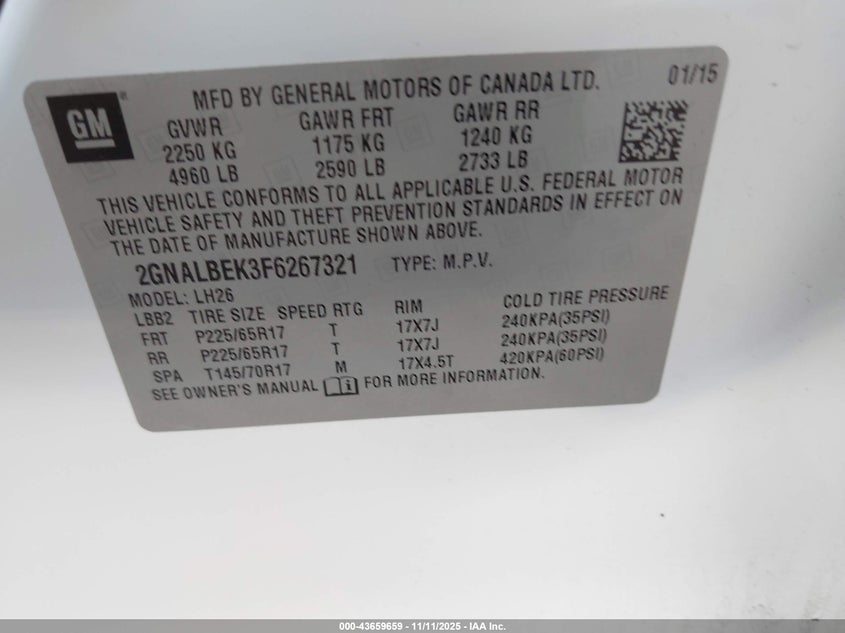 GM
MFD BY GENERAL MOTORS OF CANADA LTD. 01/15
GVWR GAWR FRT GAWR RR
2250 KG 1175 KG 1240 KG
4960 LB 2590 LB 2733 LB
THIS VEHICLE CONFORMS TO ALL APPLICABLE U.S. FEDERAL MOTOR
VEHICLE SAFETY AND THEFT PREVENTION STANDARDS IN EFFECT ON
THE DATE OF MANUFACTURE SHOWN ABOVE.
2GNALBEK3F6267321 TYPE: M.P.V.
MODEL: LH26
LBB2 TIRE SIZE SPEED RTG RIM COLD TIRE PRESSURE
FRT P225/65R17 T 17X7J 240KPA(35PSI)
RR P225/65R17 T 17X7J 240KPA(35PSI)
SPA T145/70R17 M 17X4.5T 420KPA(60PSI)
SEE OWNER'S MANUAL FOR MORE INFORMATION.
000-43659659 - 11/11/2025 - IAA Inc.